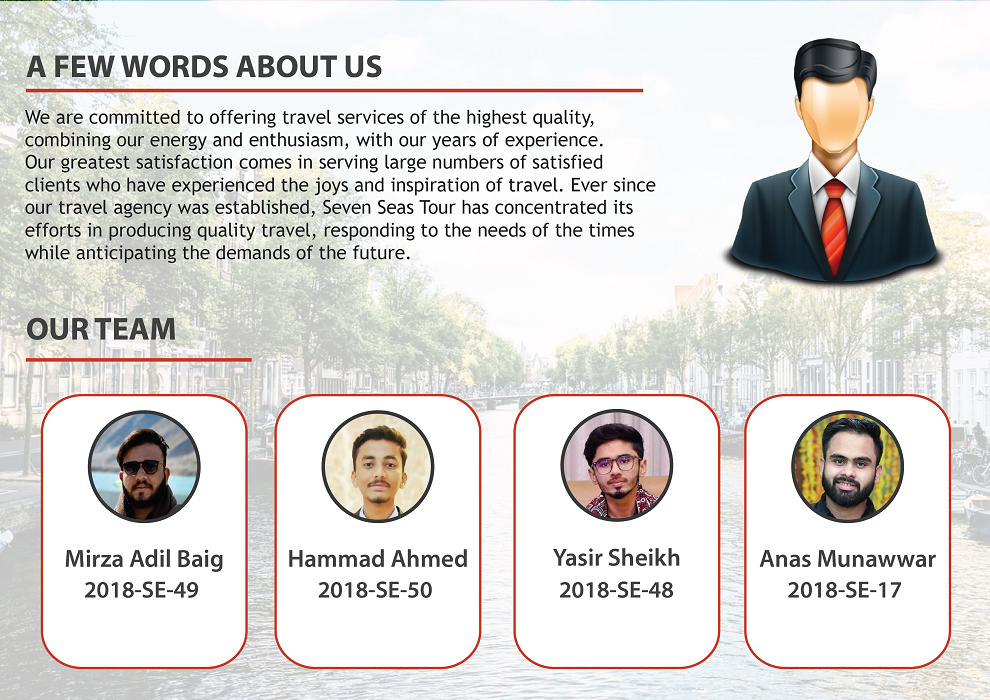 A FEW WORDS ABOUT US
We are committed to offering travel services of the highest quality,
combining our energy and enthusiasm, with our years of experience.
Our greatest satisfaction comes in serving large numbers of satisfied
clients who have experienced the joys and inspiration of travel. Ever since
our travel agency was established, Seven Seas Tour has concentrated its
efforts in producing quality travel, responding to the needs of the times
while anticipating the demands of the future.
OUR TEAM
Mirza Adil Baig
2018-SE-49
Hammad Ahmed
2018-SE-50
Yasir Sheikh
2018-SE-48
Anas Munawwar
2018-SE-17